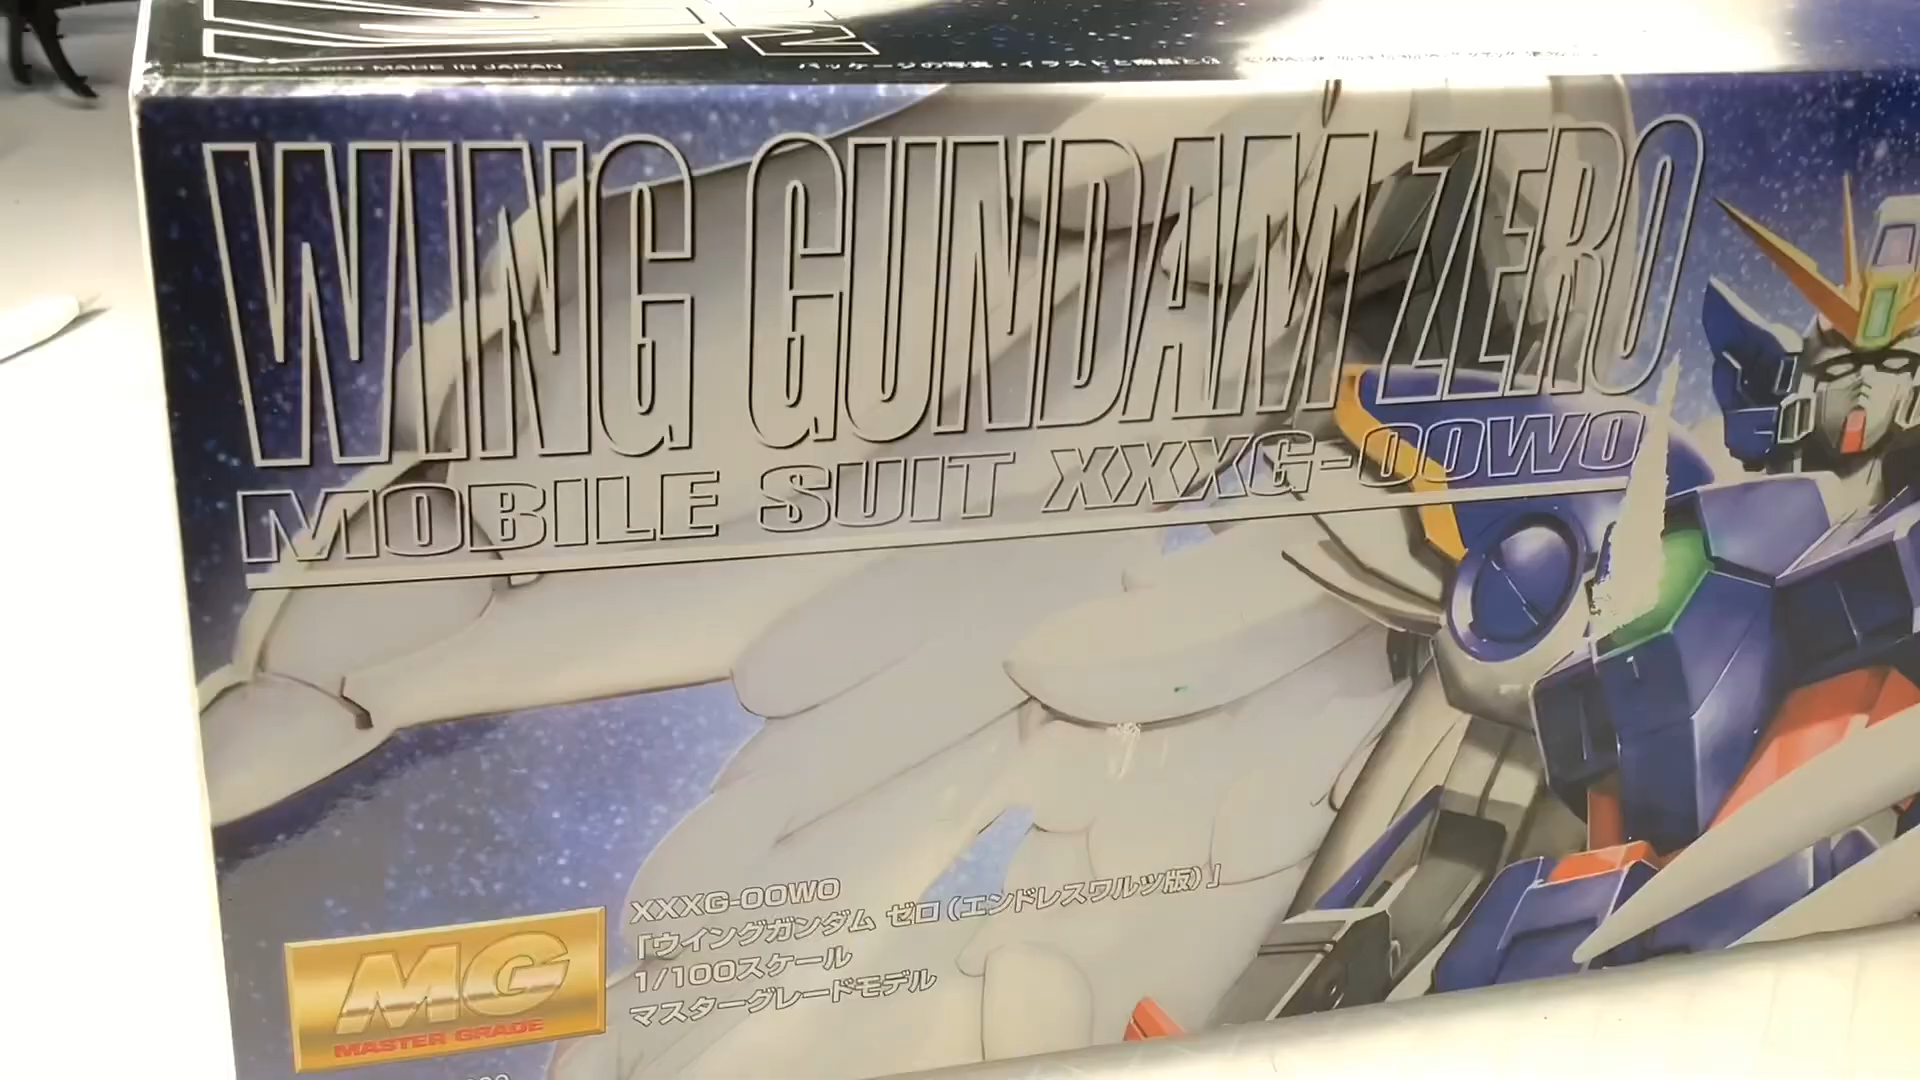 MADE IN JAPAN
WING GUNDAM ZERO
MOBILE SUIT XXXG-00W0
XXXG-00W0
「ウイングガンダム ゼロ（エンドレスワルツ版）」
1/100スケール
マスターグレードモデル
MG
MASTER GRADE